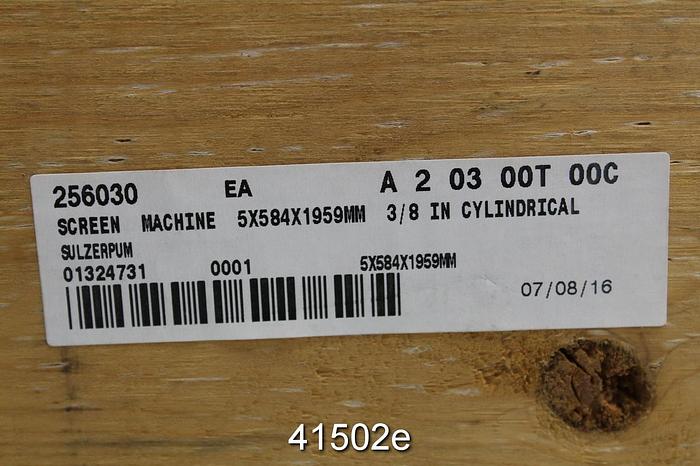 256030 EA A 2 03 00T 00C
SCREEN MACHINE 5X584X1959MM 3/8 IN CYLINDRICAL
SULZERPUM
01324731 0001 5X584X1959MM
07/08/16
41502e